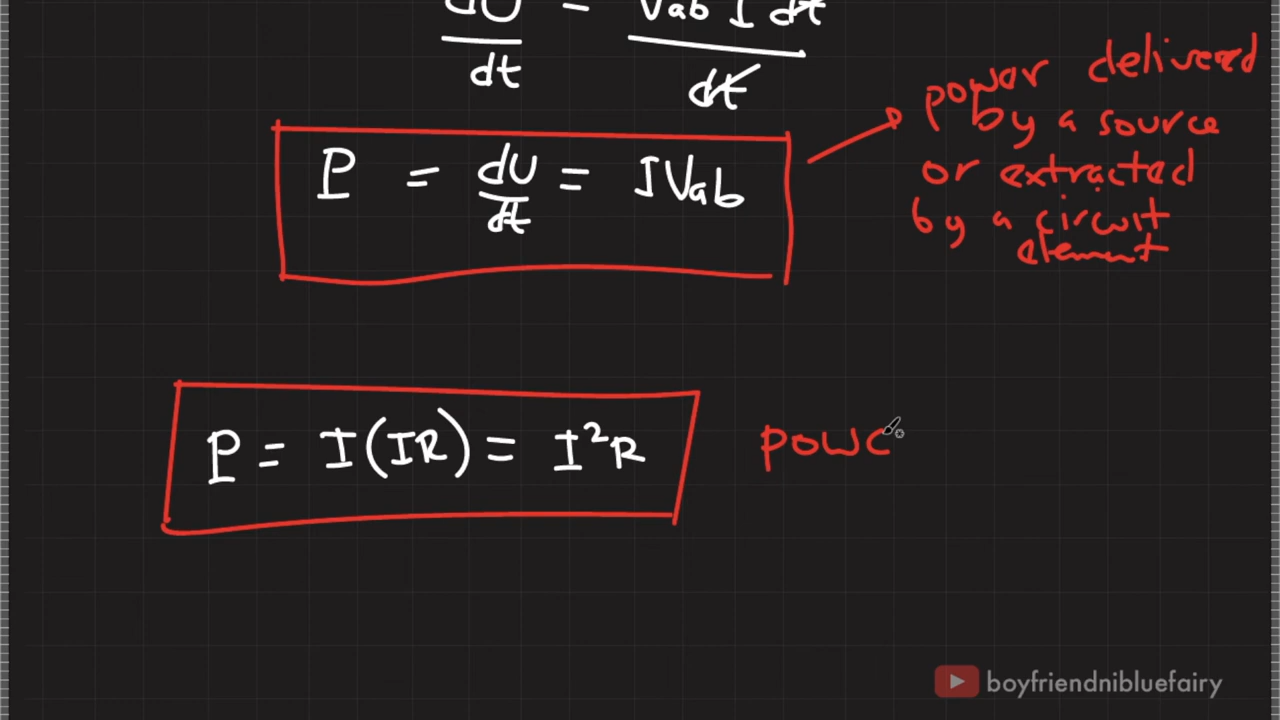 dU = Vab I dt
dt dt
P = dU/dt = IVab
power delivered
by a source
or extracted
by a circuit
element
P = I(IR) = I²R
powe
boyfriendnibluefairy